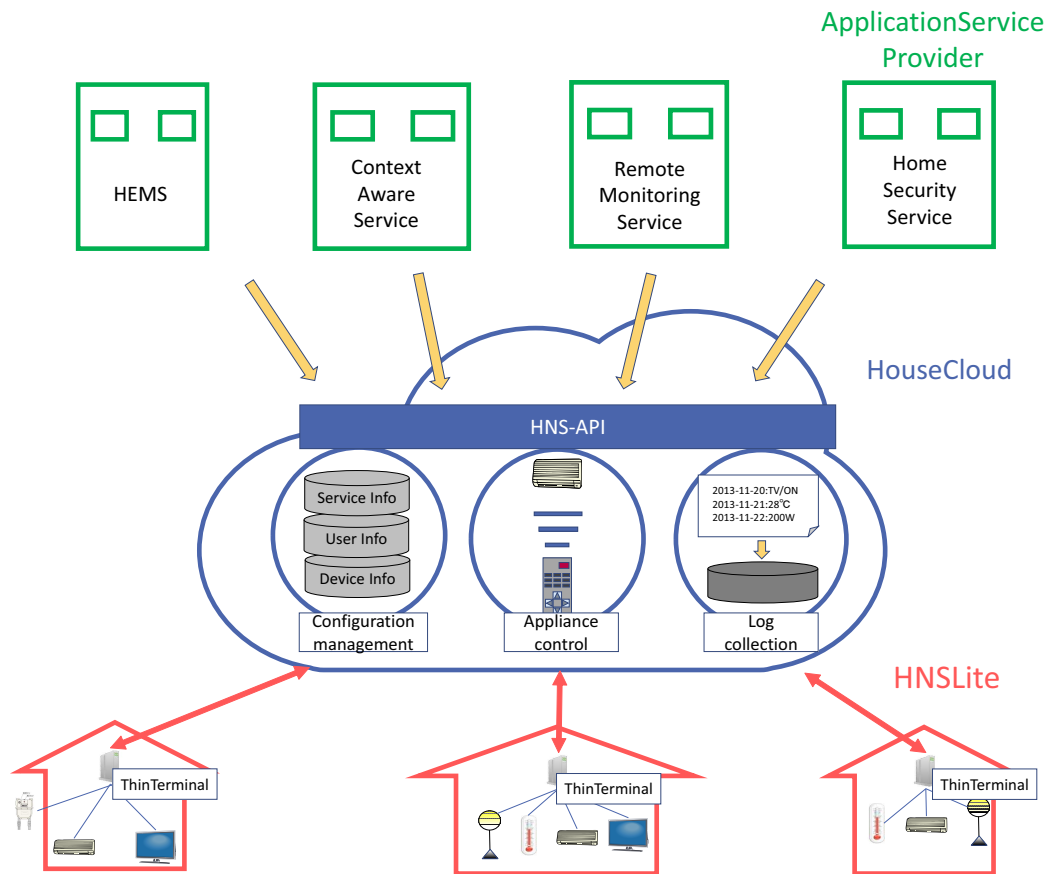 ApplicationService
Provider
HEMS
Context
Aware
Service
Remote
Monitoring
Service
Home
Security
Service
HouseCloud
HNS-API
Service Info
User Info
Device Info
2013-11-20:TV/ON
2013-11-21:28℃
2013-11-22:200W
Configuration
management
Appliance
control
Log
collection
HNSLite
ThinTerminal
ThinTerminal
ThinTerminal